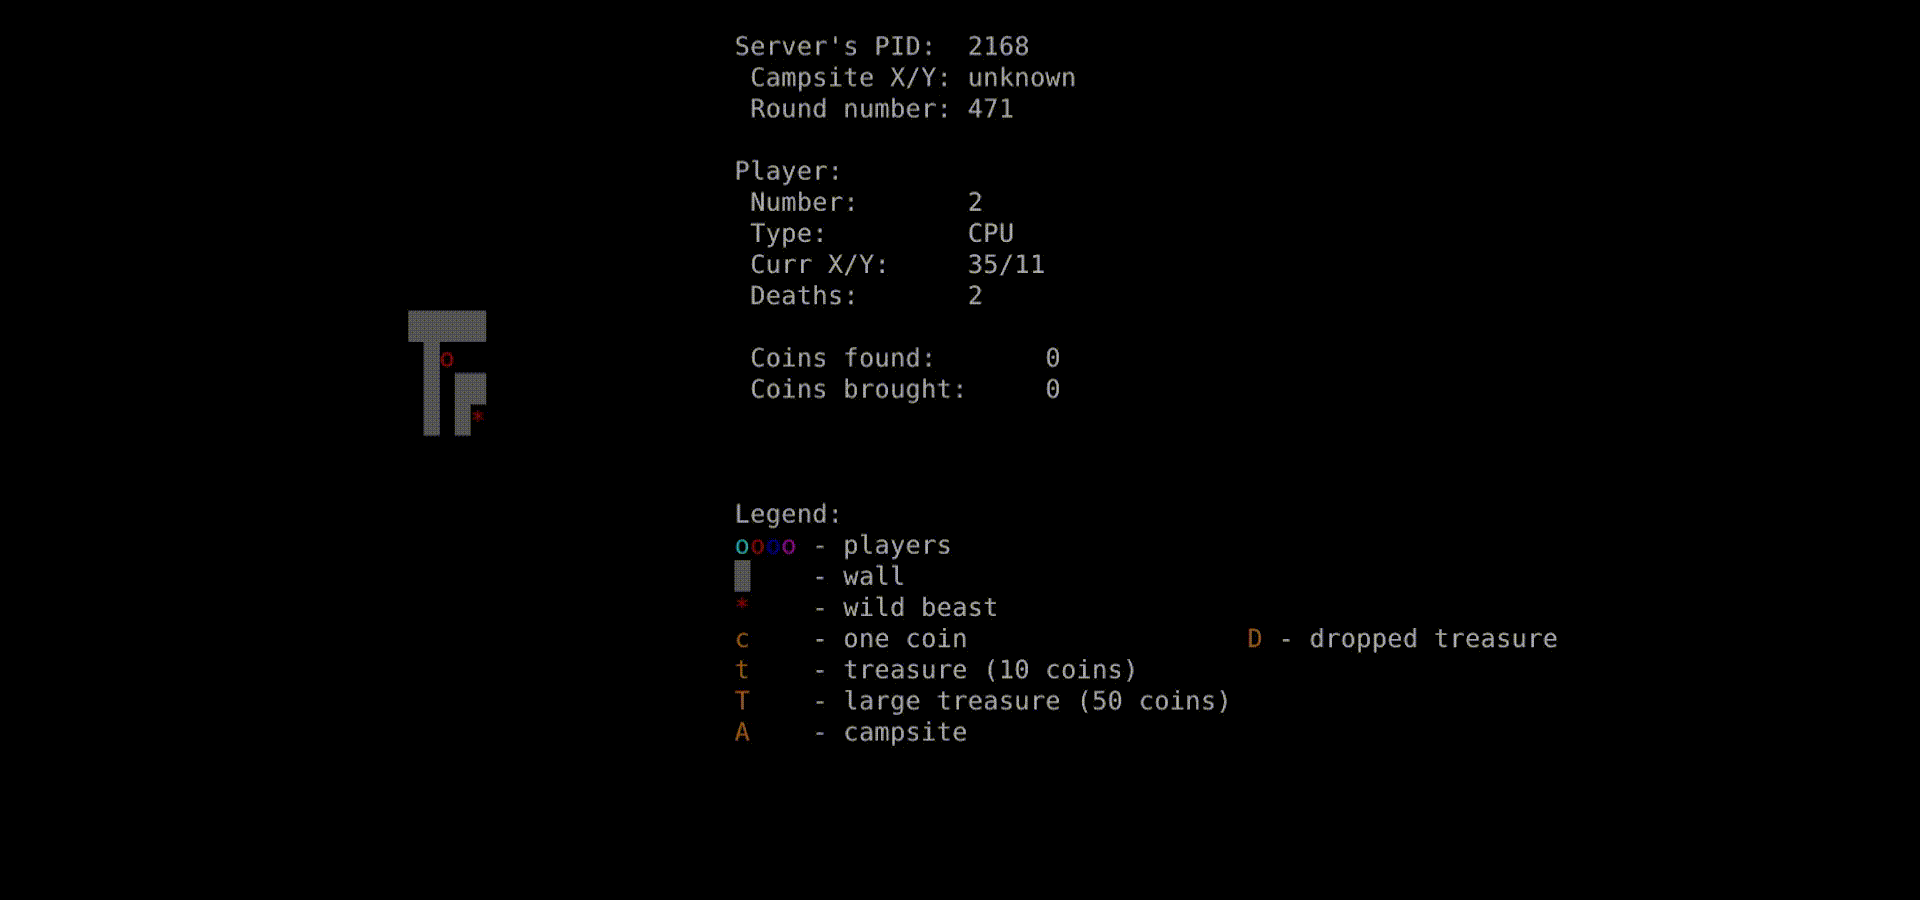 Server's PID: 2168
Campsite X/Y: unknown
Round number: 471
Player:
Number: 2
Type: CPU
Curr X/Y: 35/11
Deaths: 2
o
Coins found: 0
Coins brought: 0
*
Legend:
oooo - players
- wall
* - wild beast
c - one coin D - dropped treasure
t - treasure (10 coins)
T - large treasure (50 coins)
A - campsite